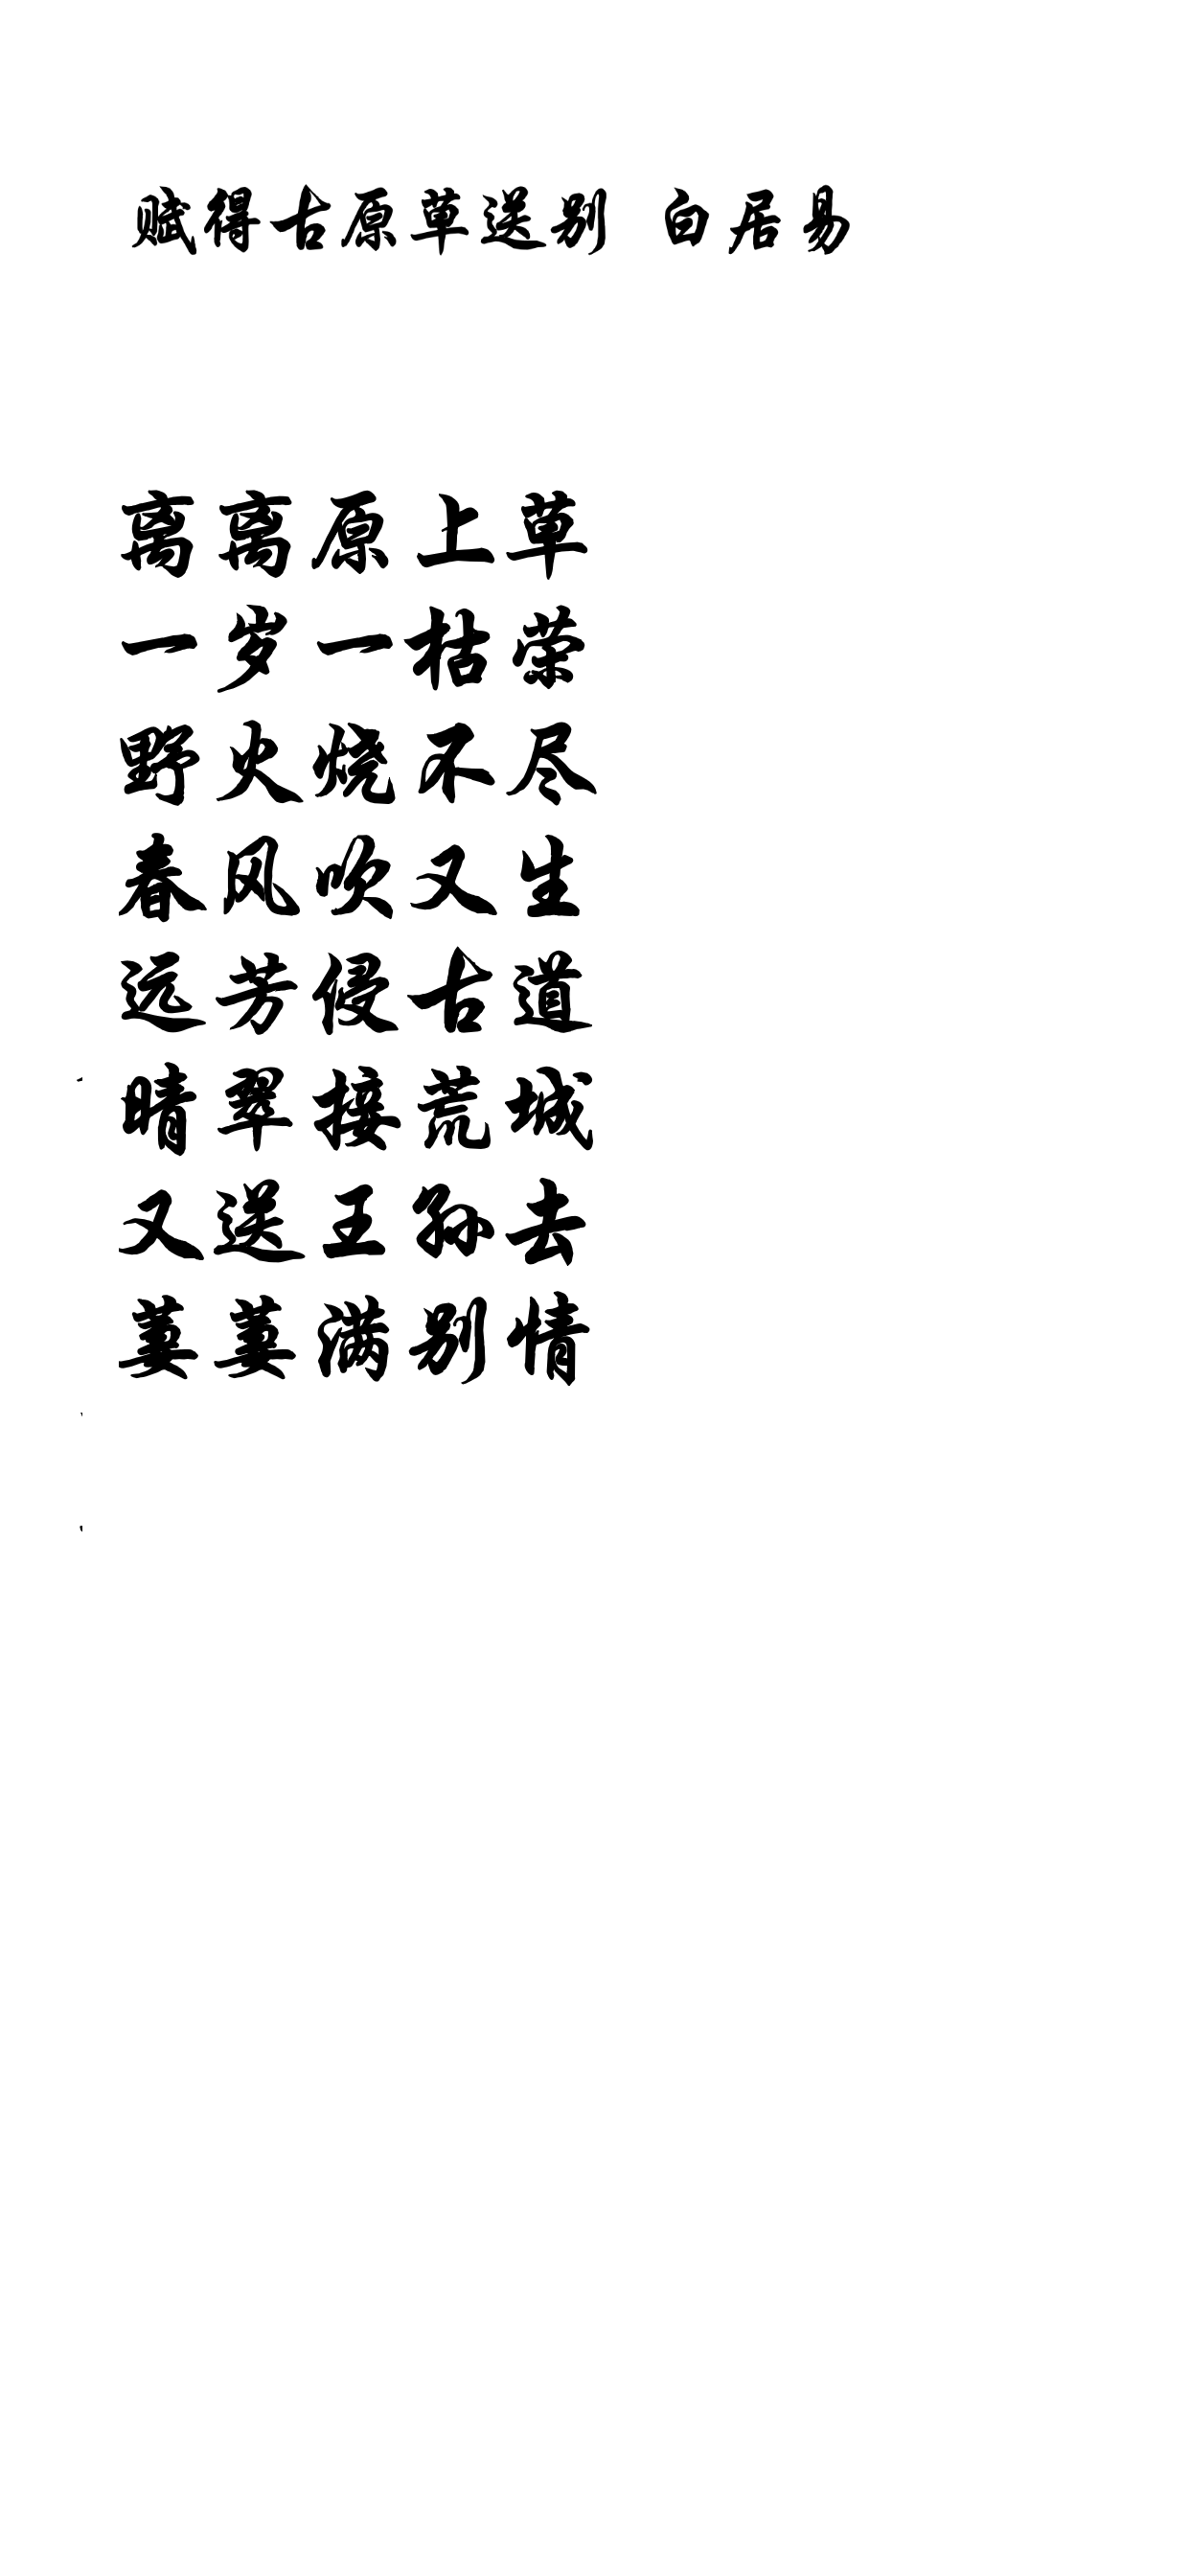 赋得古原草送别 白居易
离离原上草
一岁一枯荣
野火烧不尽
春风吹又生
远芳侵古道
晴翠接荒城
又送王孙去
萋萋满别情